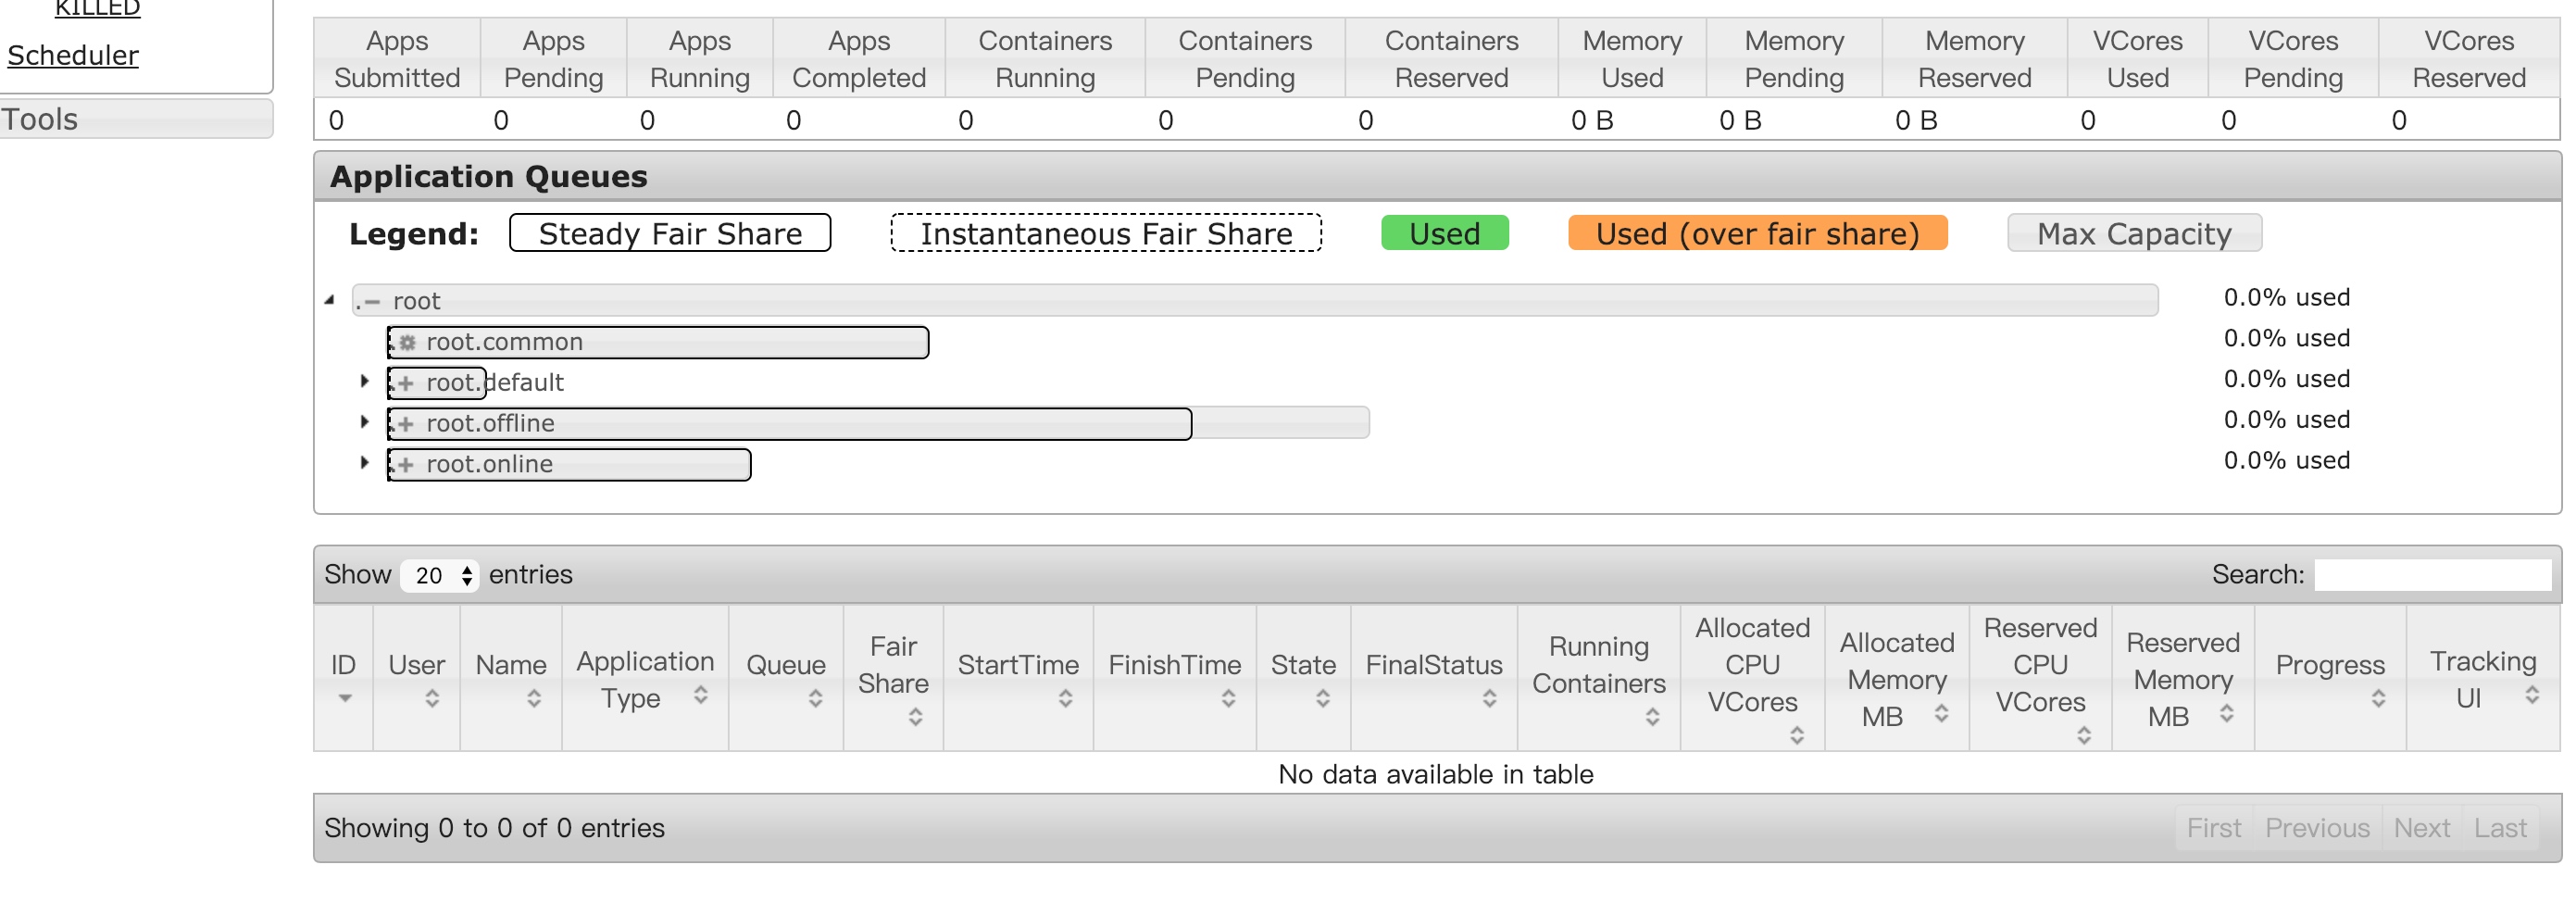 KILLED
Scheduler
Tools
Apps Submitted Apps Pending Apps Running Apps Completed Containers Running Containers Pending Containers Reserved Memory Used Memory Pending Memory Reserved VCores Used VCores Pending VCores Reserved
0 0 0 0 0 0 0 0 B 0 B 0 B 0 0 0
Application Queues
Legend: Steady Fair Share Instantaneous Fair Share Used Used (over fair share) Max Capacity
root 0.0% used
root.common 0.0% used
root.default 0.0% used
root.offline 0.0% used
root.online 0.0% used
Show 20 entries Search:
ID User Name Application Type Queue Fair Share StartTime FinishTime State FinalStatus Running Containers Allocated CPU VCores Allocated Memory MB Reserved CPU VCores Reserved Memory MB Progress Tracking UI
No data available in table
Showing 0 to 0 of 0 entries First Previous Next Last